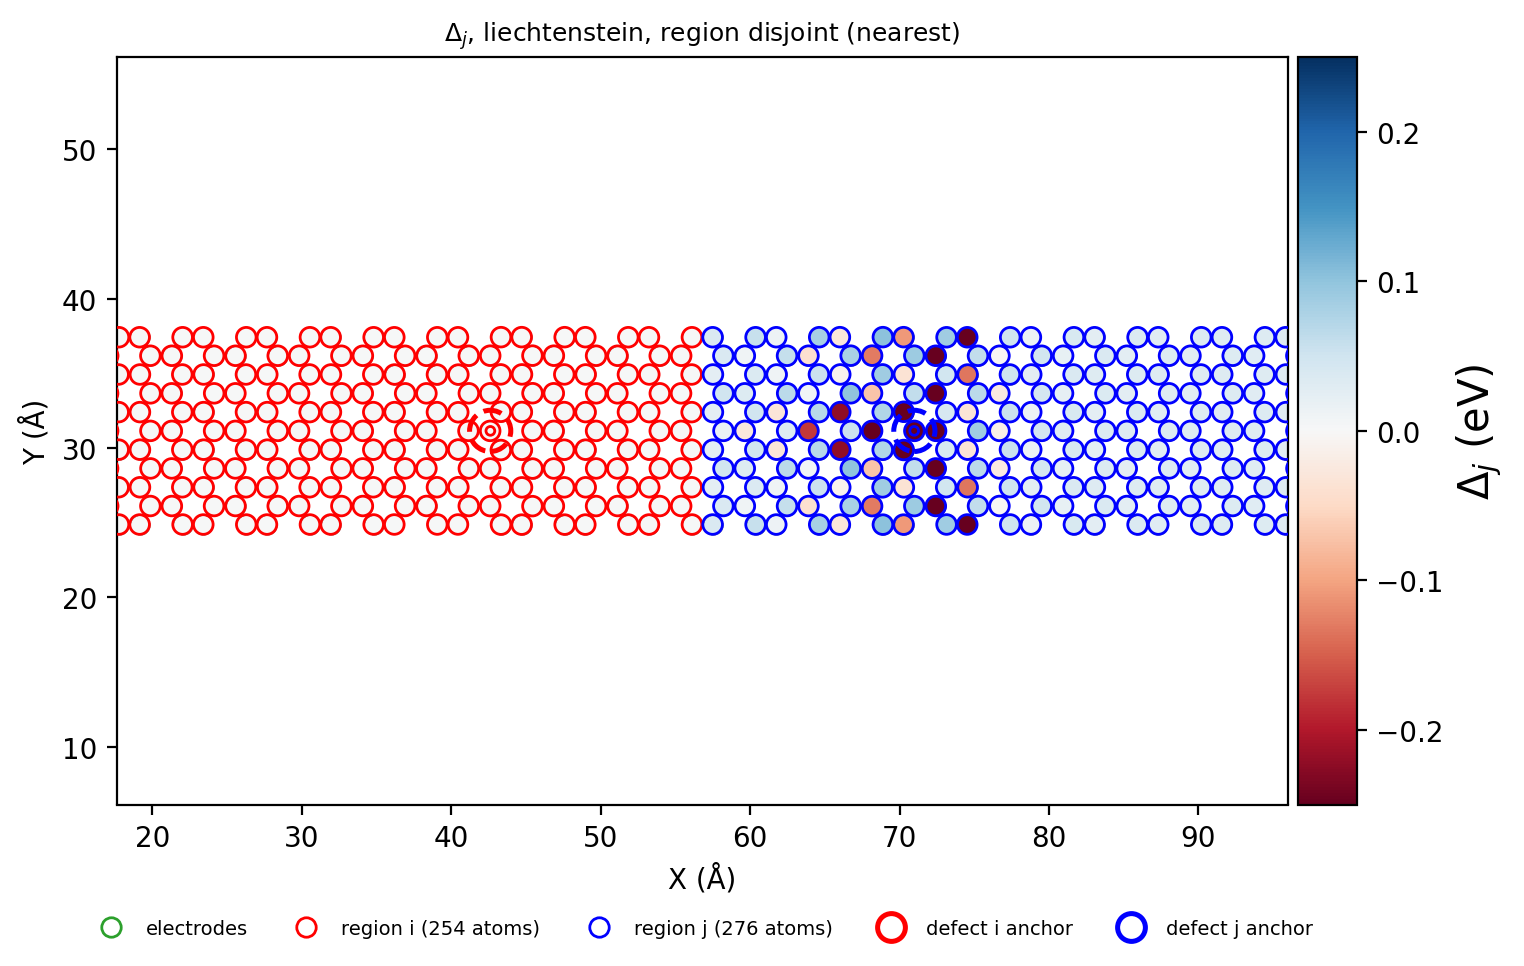 Δj, liechtenstein, region disjoint (nearest)
50
40
30
20
10
Y (Å)
20 30 40 50 60 70 80 90
X (Å)
0.2
0.1
0.0
−0.1
−0.2
Δj (eV)
electrodes region i (254 atoms) region j (276 atoms) defect i anchor defect j anchor